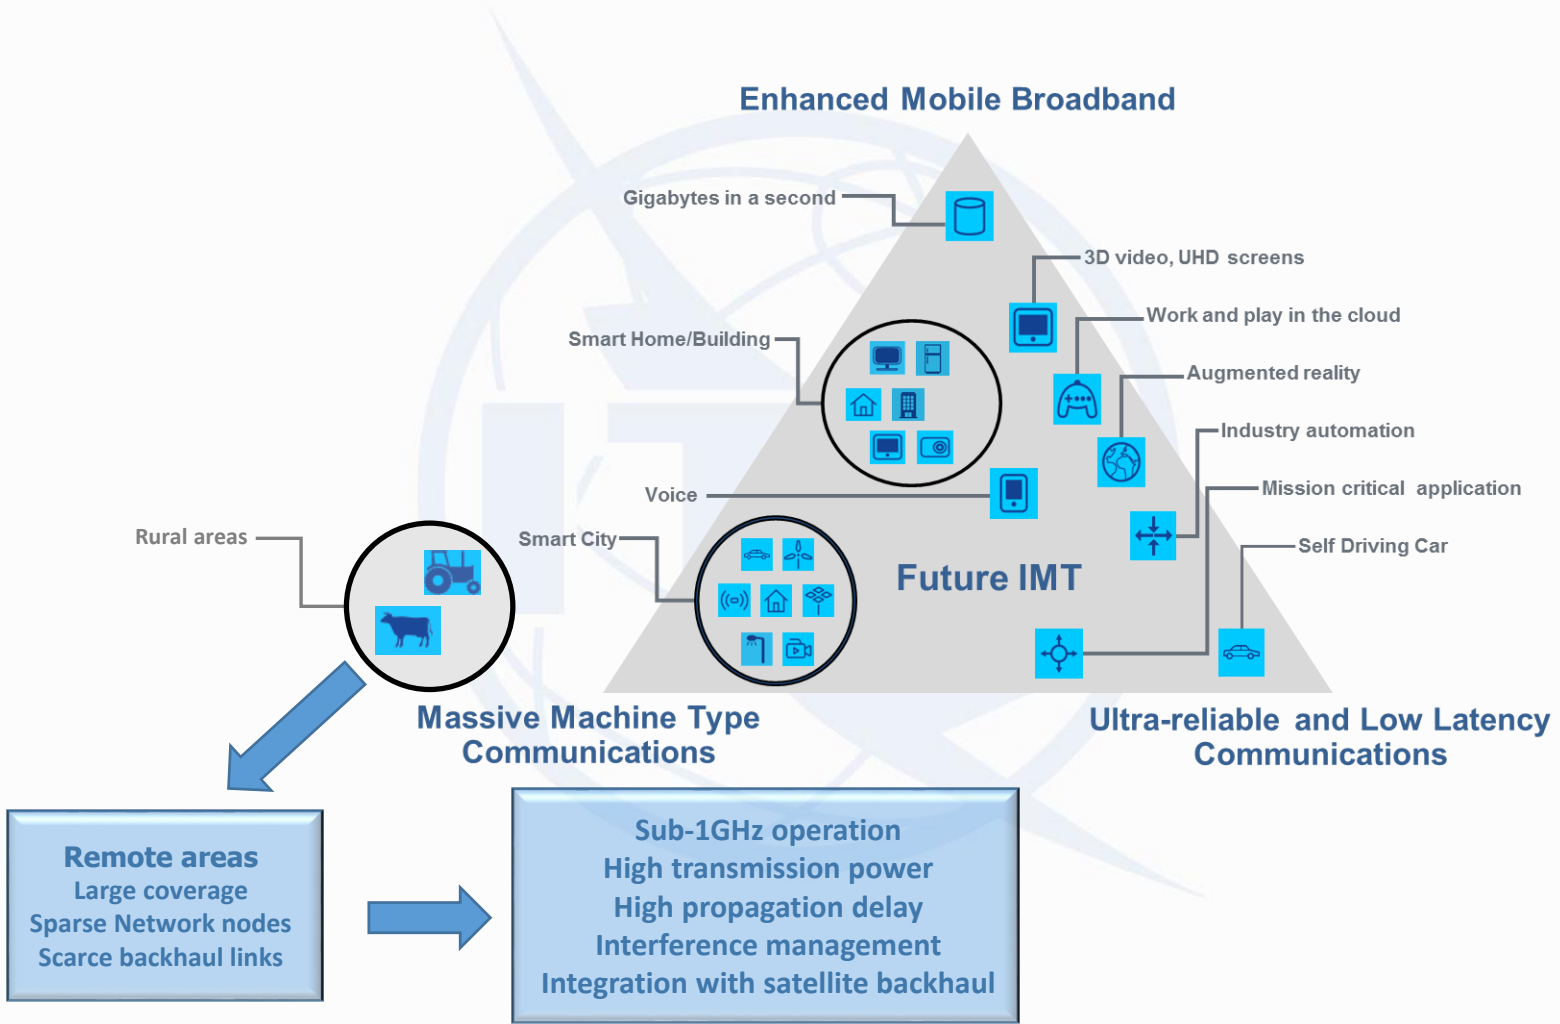 Enhanced Mobile Broadband
Gigabytes in a second
3D video, UHD screens
Work and play in the cloud
Smart Home/Building
Augmented reality
Industry automation
Voice
Mission critical application
Rural areas
Smart City
Self Driving Car
Future IMT
Massive Machine Type
Communications
Ultra-reliable and Low Latency
Communications
Remote areas
Large coverage
Sparse Network nodes
Scarce backhaul links
Sub-1GHz operation
High transmission power
High propagation delay
Interference management
Integration with satellite backhaul
ITU